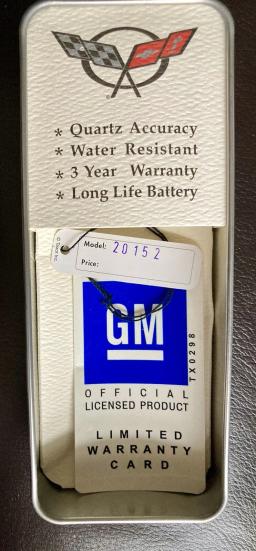 * Quartz Accuracy
* Water Resistant
* 3 Year Warranty
* Long Life Battery
Model: 20152
Price:
GM
TX0298
OFFICIAL
LICENSED PRODUCT
LIMITED
WARRANTY
CARD